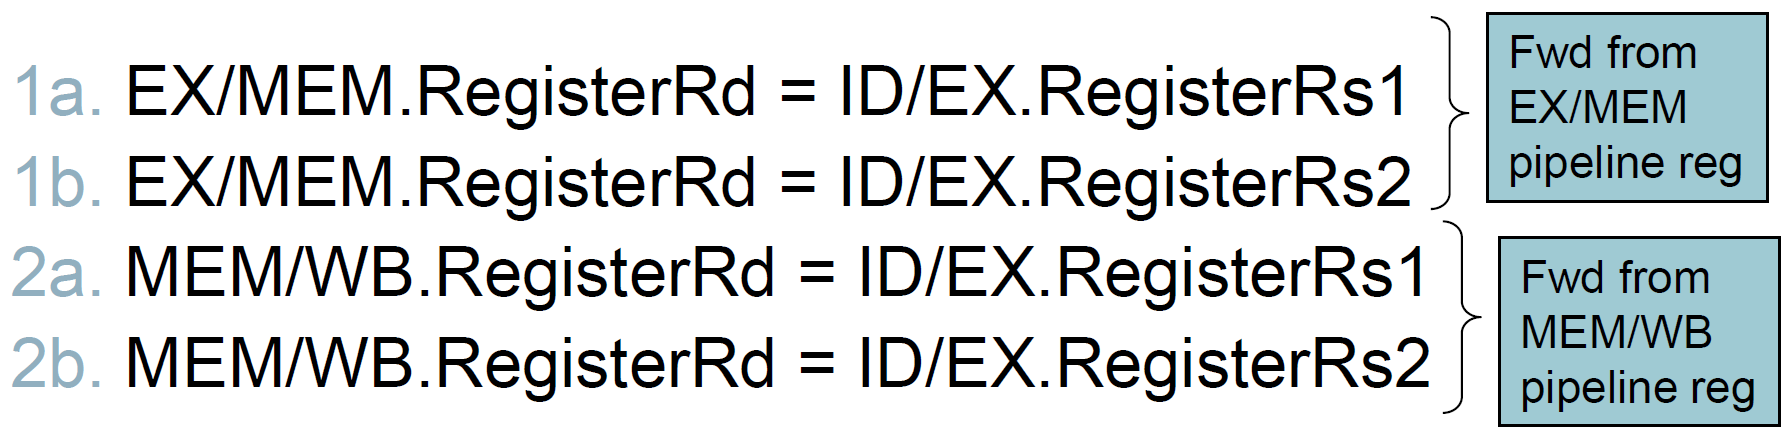 1a. EX/MEM.RegisterRd = ID/EX.RegisterRs1
1b. EX/MEM.RegisterRd = ID/EX.RegisterRs2
Fwd from
EX/MEM
pipeline reg
2a. MEM/WB.RegisterRd = ID/EX.RegisterRs1
2b. MEM/WB.RegisterRd = ID/EX.RegisterRs2
Fwd from
MEM/WB
pipeline reg